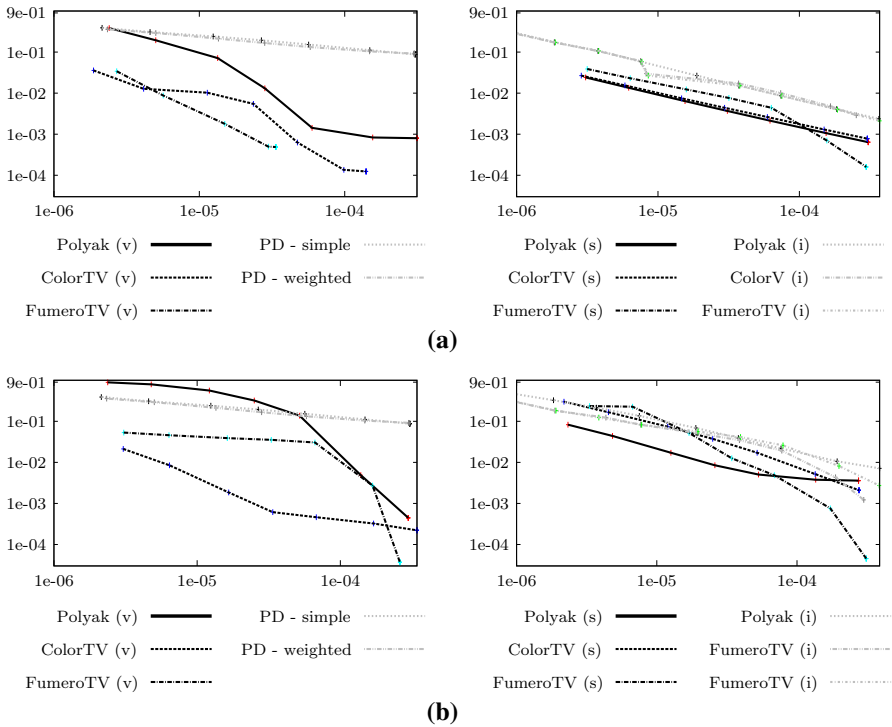 9e-01
1e-01
1e-02
1e-03
1e-04
1e-06 1e-05 1e-04
Polyak (v) PD - simple
ColorTV (v) PD - weighted
FumeroTV (v)
9e-01
1e-01
1e-02
1e-03
1e-04
1e-06 1e-05 1e-04
Polyak (s) Polyak (i)
ColorTV (s) ColorV (i)
FumeroTV (s) FumeroTV (i)
(a)
9e-01
1e-01
1e-02
1e-03
1e-04
1e-06 1e-05 1e-04
Polyak (v) PD - simple
ColorTV (v) PD - weighted
FumeroTV (v)
9e-01
1e-01
1e-02
1e-03
1e-04
1e-06 1e-05 1e-04
Polyak (s) Polyak (i)
ColorTV (s) FumeroTV (i)
FumeroTV (s) FumeroTV (i)
(b)